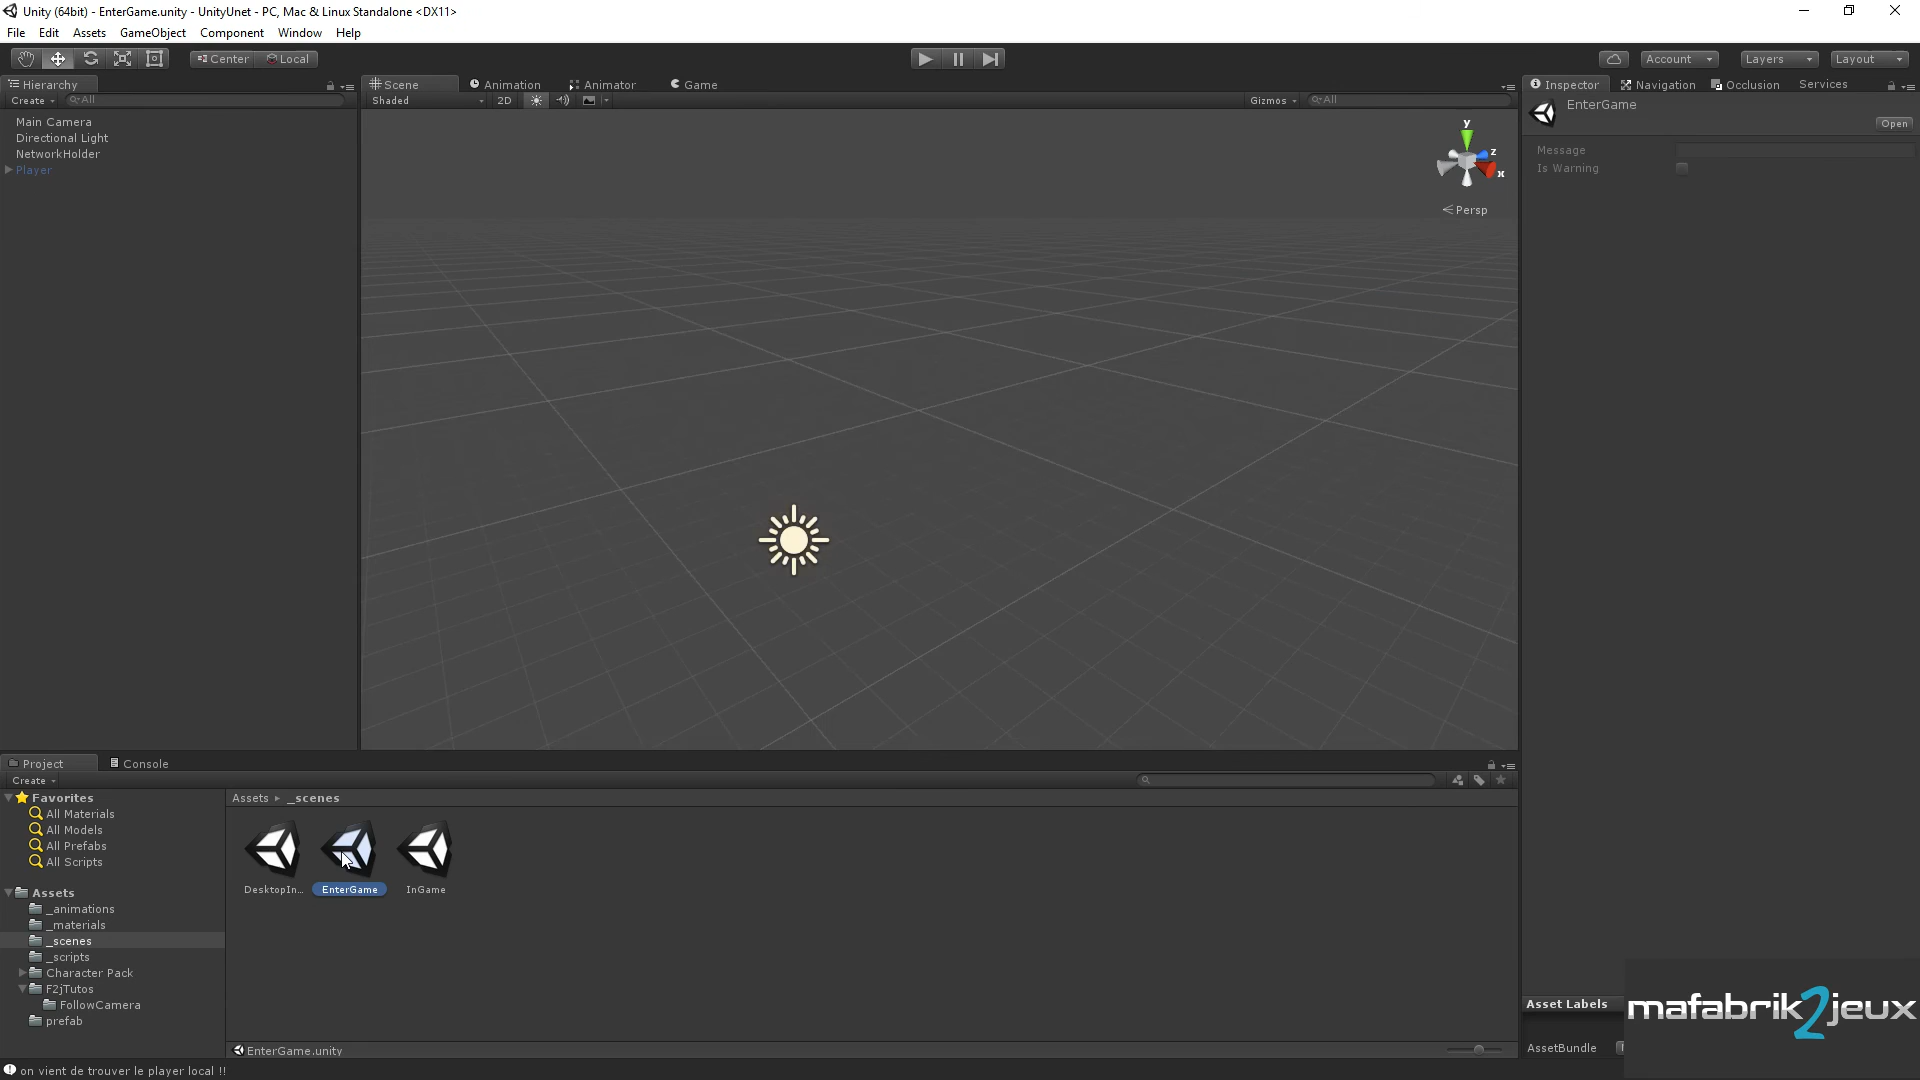 Unity (64bit) - EnterGame.unity - UnityUnet - PC, Mac & Linux Standalone <DX11>
File Edit Assets GameObject Component Window Help
Center Local Account Layers Layout
Hierarchy
Create All
Main Camera
Directional Light
NetworkHolder
Player
Scene Animation Animator Game
Shaded 2D Gizmos All
y
z
x
Persp
Inspector Navigation Occlusion Services
EnterGame
Open
Message
Is Warning
Project Console
Create
Favorites
All Materials
All Models
All Prefabs
All Scripts
Assets
_animations
_materials
_scenes
_scripts
Character Pack
F2jTutos
FollowCamera
prefab
Assets _scenes
DesktopIn... EnterGame InGame
EnterGame.unity
Asset Labels
AssetBundle
mafabrik2jeux
on vient de trouver le player local !!